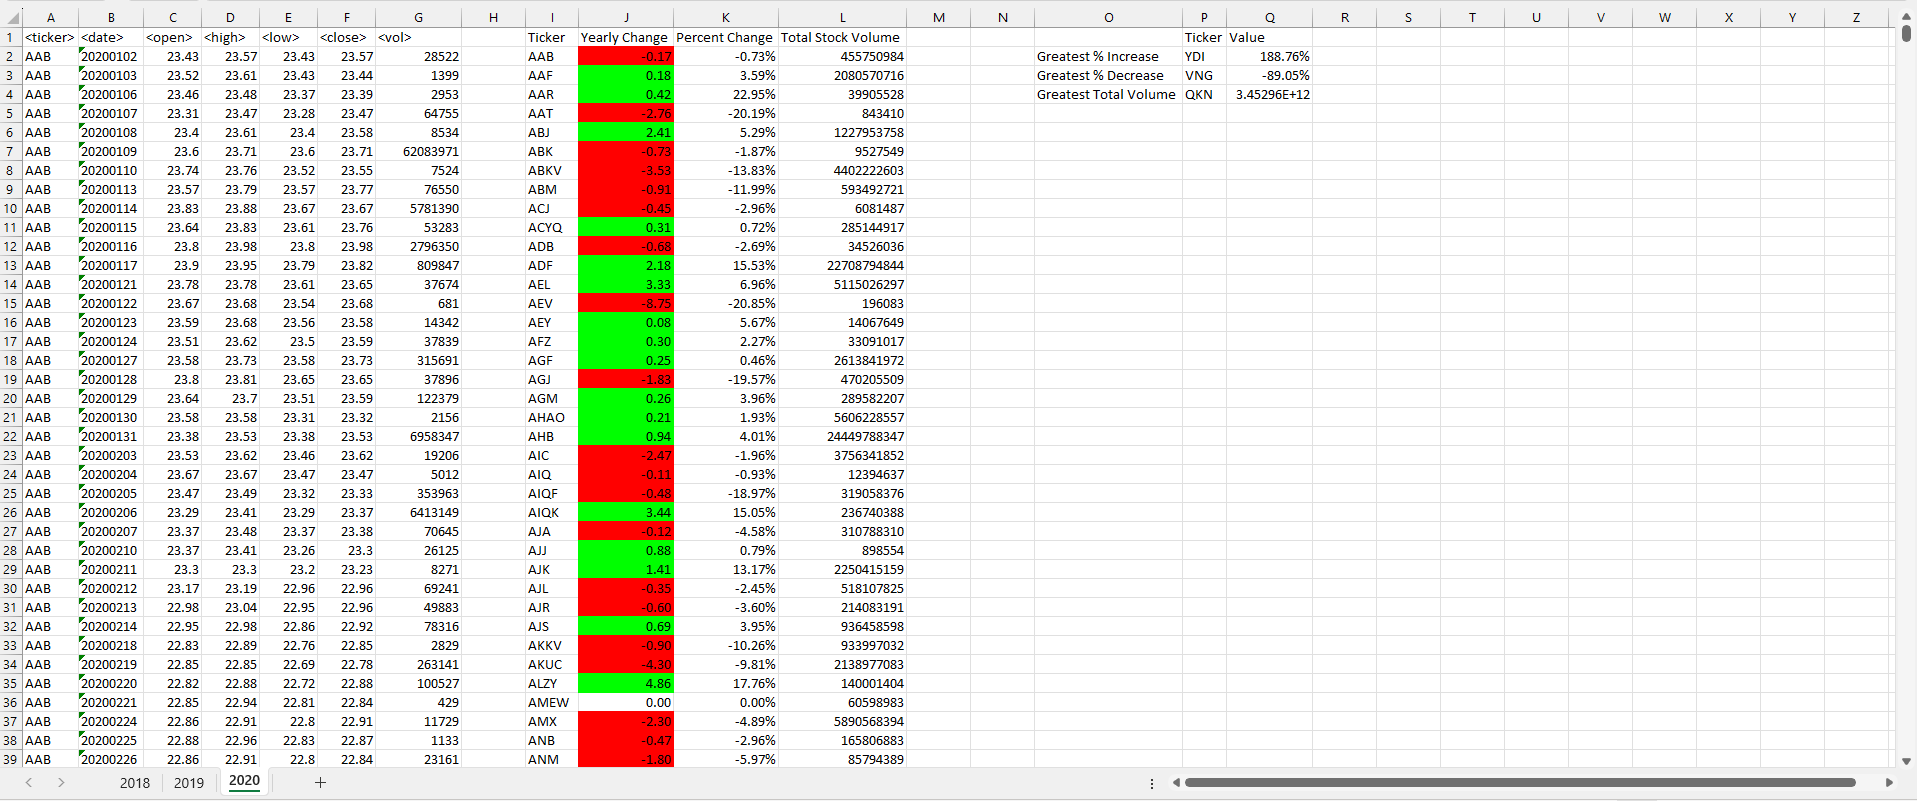 A B C D E F G H I J K L M N O P Q R S T U V W X Y Z
1 <ticker> <date> <open> <high> <low> <close> <vol> Ticker Yearly Change Percent Change Total Stock Volume Ticker Value
2 AAB 20200102 23.43 23.57 23.43 23.57 28522 AAB -0.17 -0.73% 455750984 Greatest % Increase YDI 188.76%
3 AAB 20200103 23.52 23.61 23.43 23.44 1399 AAF 0.18 3.59% 2080570716 Greatest % Decrease VNG -89.05%
4 AAB 20200106 23.46 23.48 23.37 23.39 2953 AAR 0.42 22.95% 39905528 Greatest Total Volume QKN 3.45296E+12
5 AAB 20200107 23.31 23.47 23.28 23.47 64755 AAT -2.76 -20.19% 843410
6 AAB 20200108 23.4 23.61 23.4 23.58 8534 ABJ 2.41 5.29% 1227953758
7 AAB 20200109 23.6 23.71 23.6 23.71 62083971 ABK -0.73 -1.87% 9527549
8 AAB 20200110 23.74 23.76 23.52 23.55 7524 ABKV -3.53 -13.83% 4402222603
9 AAB 20200113 23.57 23.79 23.57 23.77 76550 ABM -0.91 -11.99% 593492721
10 AAB 20200114 23.83 23.88 23.67 23.67 5781390 ACJ -0.45 -2.96% 6081487
11 AAB 20200115 23.64 23.83 23.61 23.76 53283 ACYQ 0.31 0.72% 285144917
12 AAB 20200116 23.8 23.98 23.8 23.98 2796350 ADB -0.68 -2.69% 34526036
13 AAB 20200117 23.9 23.95 23.79 23.82 809847 ADF 2.18 15.53% 22708794844
14 AAB 20200121 23.78 23.78 23.61 23.65 37674 AEL 3.33 6.96% 5115026297
15 AAB 20200122 23.67 23.68 23.54 23.68 681 AEV -8.75 -20.85% 196083
16 AAB 20200123 23.59 23.68 23.56 23.58 14342 AEY 0.08 5.67% 14067649
17 AAB 20200124 23.51 23.62 23.5 23.59 37839 AFZ 0.30 2.27% 33091017
18 AAB 20200127 23.58 23.73 23.58 23.73 315691 AGF 0.25 0.46% 2613841972
19 AAB 20200128 23.8 23.81 23.65 23.65 37896 AGJ -1.83 -19.57% 470205509
20 AAB 20200129 23.64 23.7 23.51 23.59 122379 AGM 0.26 3.96% 289582207
21 AAB 20200130 23.58 23.58 23.31 23.32 2156 AHAO 0.21 1.93% 5606228557
22 AAB 20200131 23.38 23.53 23.38 23.53 6958347 AHB 0.94 4.01% 24449788347
23 AAB 20200203 23.53 23.62 23.46 23.62 19206 AIC -2.47 -1.96% 3756341852
24 AAB 20200204 23.67 23.67 23.47 23.47 5012 AIQ -0.11 -0.93% 12394637
25 AAB 20200205 23.47 23.49 23.32 23.33 353963 AIQF -0.48 -18.97% 319058376
26 AAB 20200206 23.29 23.41 23.29 23.37 6413149 AIQK 3.44 15.05% 236740388
27 AAB 20200207 23.37 23.48 23.37 23.38 70645 AJA -0.12 -4.58% 310788310
28 AAB 20200210 23.37 23.41 23.26 23.3 26125 AJJ 0.88 0.79% 898554
29 AAB 20200211 23.3 23.3 23.2 23.23 8271 AJK 1.41 13.17% 2250415159
30 AAB 20200212 23.17 23.19 22.96 22.96 69241 AJL -0.35 -2.45% 518107825
31 AAB 20200213 22.98 23.04 22.95 22.96 49883 AJR -0.60 -3.60% 214083191
32 AAB 20200214 22.95 22.98 22.86 22.92 78316 AJS 0.69 3.95% 936458598
33 AAB 20200218 22.83 22.89 22.76 22.85 2829 AKKV -0.90 -10.26% 933997032
34 AAB 20200219 22.85 22.85 22.69 22.78 263141 AKUC -4.30 -9.81% 2138977083
35 AAB 20200220 22.82 22.88 22.72 22.88 100527 ALZY 4.86 17.76% 140001404
36 AAB 20200221 22.85 22.94 22.81 22.84 429 AMEW 0.00 0.00% 60598983
37 AAB 20200224 22.86 22.91 22.8 22.91 11729 AMX -2.30 -4.89% 5890568394
38 AAB 20200225 22.88 22.96 22.83 22.87 1133 ANB -0.47 -2.96% 165806883
39 AAB 20200226 22.86 22.91 22.8 22.84 23161 ANM -1.80 -5.97% 85794389
2018 2019 2020